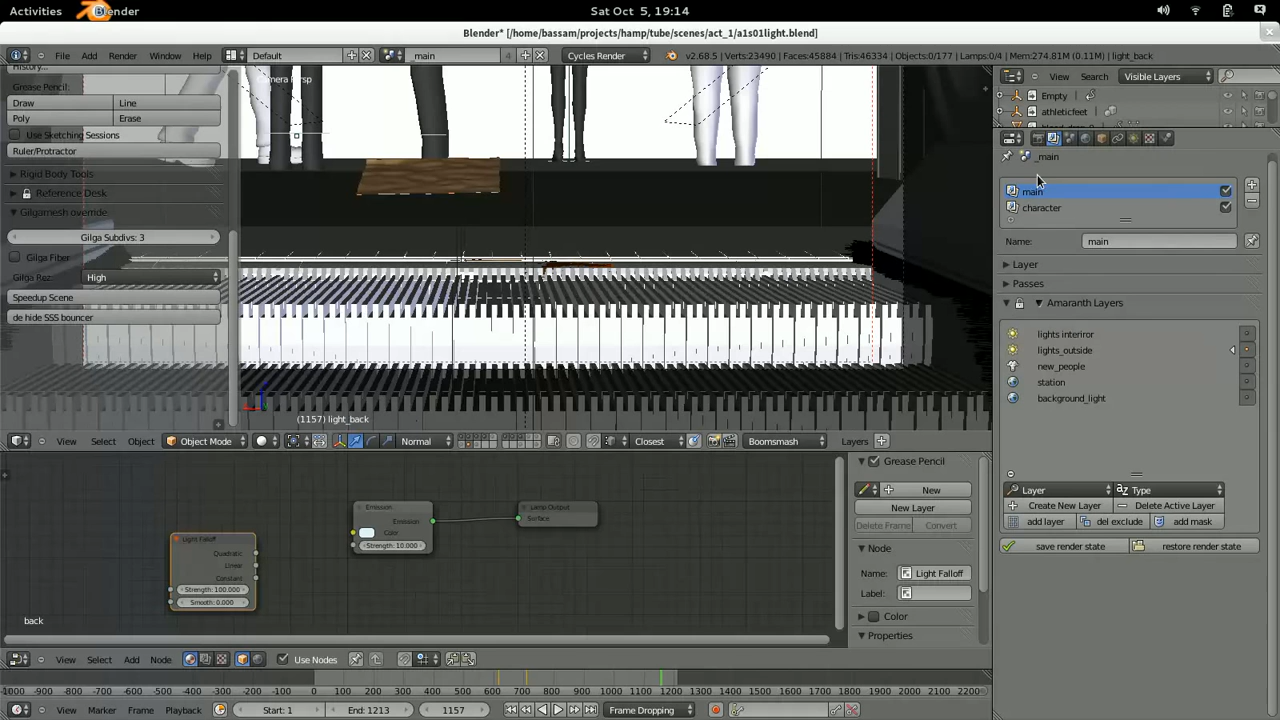 Activities Blender Sat Oct 5, 19:14
Blender* [/home/bassam/projects/hamp/tube/scenes/act_1/a1s01light.blend]
File Add Render Window Help Default _main 4 F Cycles Render v2.68.5 | Verts:23490 | Faces:45884 | Tris:46334 | Objects:0/177 | Lamps:0/4 | Mem:274.81M (0.11M) | light_back
History...
Grease Pencil:
Draw Line
Poly Erase
Use Sketching Sessions
Ruler/Protractor
Rigid Body Tools
Reference Desk
Gilgamesh override
Gilga Subdivs: 3
Gilga Fiber
Gilga Rez: High
Speedup Scene
de hide SSS bouncer
Camera Persp
(1157) light_back
View Select Object Object Mode Normal Closest Boomsmash Layers
View Search Visible Layers
Empty
athleticfeet
_main
main
character
Name: main
Layer
Passes
Amaranth Layers
lights interiror
lights_outside
new_people
station
background_light
Layer Type
Create New Layer Delete Active Layer
add layer del exclude add mask
save render state restore render state
Light Falloff
Quadratic
Linear
Constant
Strength: 100.000
Smooth: 0.000
Emission
Emission
Color
Strength: 10.000
Lamp Output
Surface
back
Grease Pencil
New
New Layer
Delete Frame Convert
Node
Name: Light Falloff
Label:
Color
Properties
View Select Add Node Use Nodes
-1000 -900 -800 -700 -600 -500 -400 -300 -200 -100 0 100 200 300 400 500 600 700 800 900 1000 1100 1200 1300 1400 1500 1600 1700 1800 1900 2000 2100 2200
View Marker Frame Playback Start: 1 End: 1213 1157 Frame Dropping